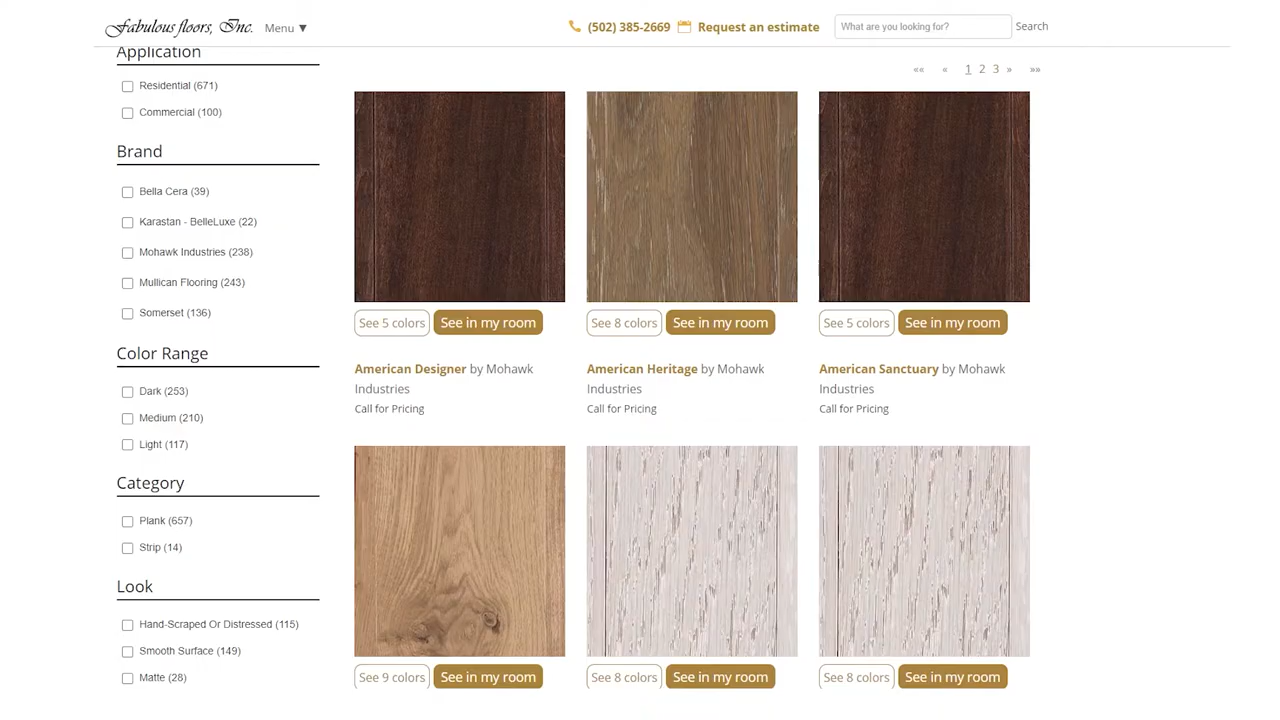 Fabulous floors, Inc.
Menu ▼
(502) 385-2669
Request an estimate
What are you looking for?
Search
Application
Residential (671)
Commercial (100)
Brand
Bella Cera (39)
Karastan - BelleLuxe (22)
Mohawk Industries (238)
Mullican Flooring (243)
Somerset (136)
Color Range
Dark (253)
Medium (210)
Light (117)
Category
Plank (657)
Strip (14)
Look
Hand-Scraped Or Distressed (115)
Smooth Surface (149)
Matte (28)
«« « 1 2 3 » »»
See 5 colors
See in my room
American Designer by Mohawk
Industries
Call for Pricing
See 8 colors
See in my room
American Heritage by Mohawk
Industries
Call for Pricing
See 5 colors
See in my room
American Sanctuary by Mohawk
Industries
Call for Pricing
See 9 colors
See in my room
See 8 colors
See in my room
See 8 colors
See in my room